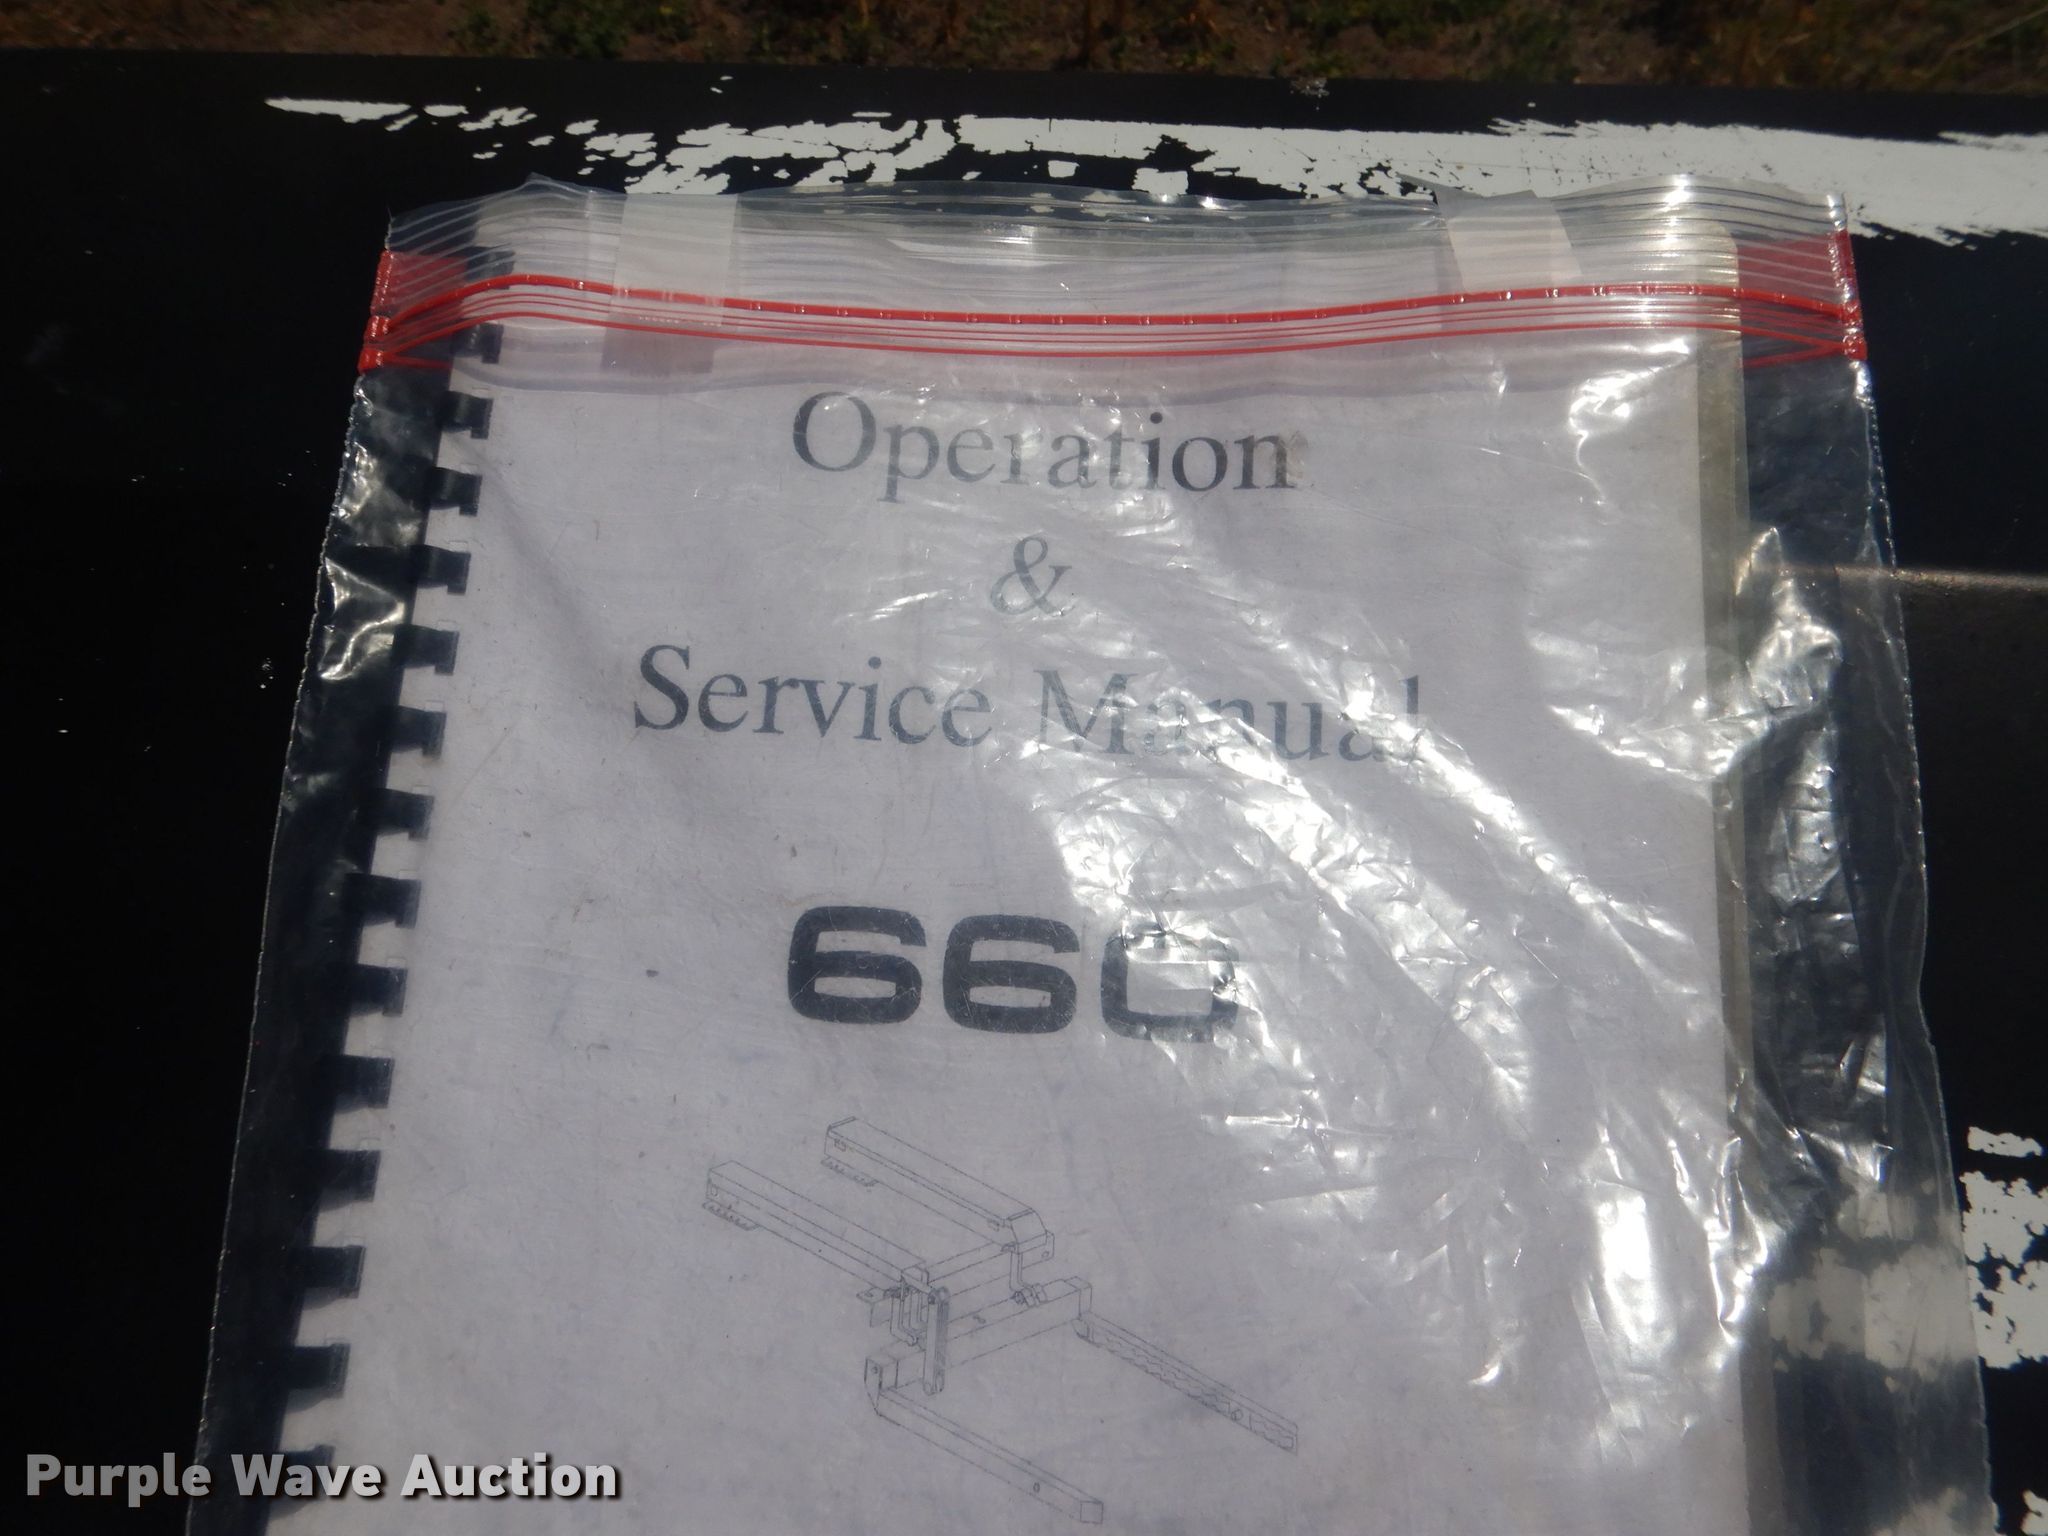 Operation
&
Service Manual
660
Purple Wave Auction